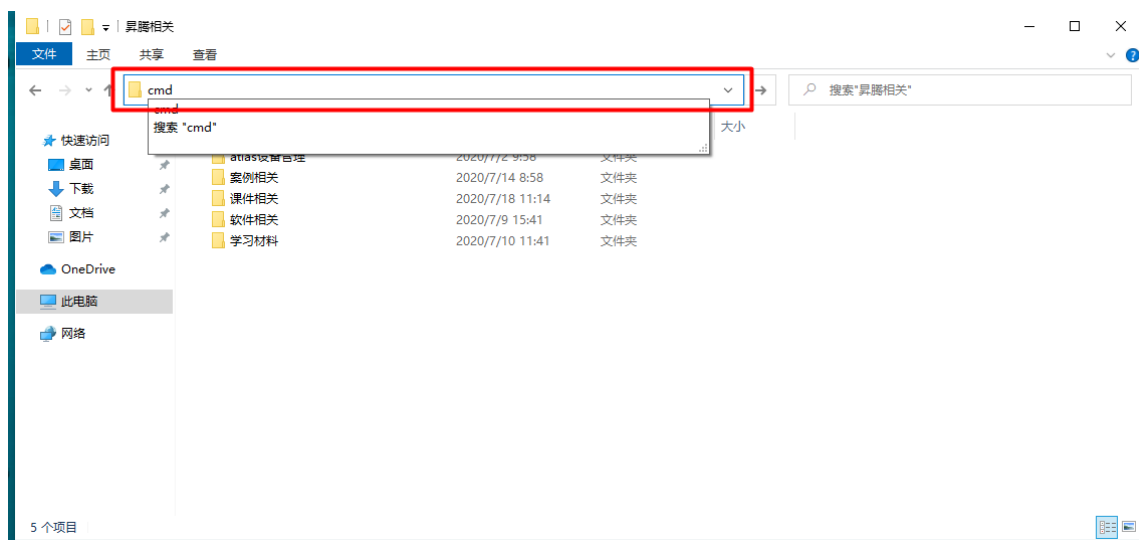 昇腾相关
文件 主页 共享 查看
cmd
搜索"昇腾相关"
cmd
搜索 "cmd"
大小
快速访问
桌面
下载
文档
图片
OneDrive
此电脑
网络
atlas设备管理 2020/7/2 9:58 文件夹
案例相关 2020/7/14 8:58 文件夹
课件相关 2020/7/18 11:14 文件夹
软件相关 2020/7/9 15:41 文件夹
学习材料 2020/7/10 11:41 文件夹
5 个项目